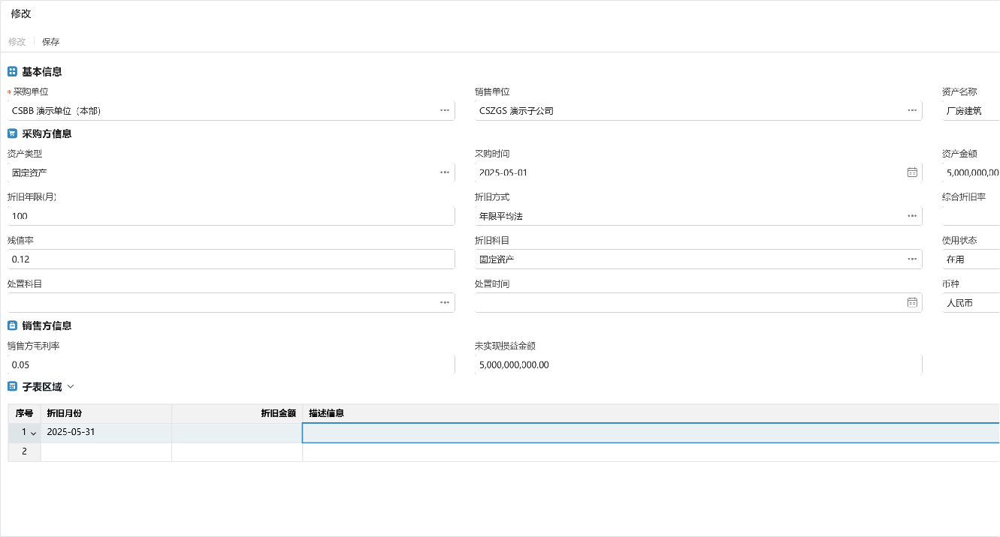 修改
修改 保存
基本信息
* 采购单位 销售单位 资产名称
CSBB 演示单位（本部） CSZGS 演示子公司 厂房建筑
采购方信息
资产类型 采购时间 资产金额
固定资产 2025-05-01 5,000,000,00
折旧年限(月) 折旧方式 综合折旧率
100 年限平均法
残值率 折旧科目 使用状态
0.12 固定资产 在用
处置科目 处置时间 币种
人民币
销售方信息
销售方毛利率 未实现损益金额
0.05 5,000,000,000.00
子表区域
序号 折旧月份 折旧金额 描述信息
1 2025-05-31
2